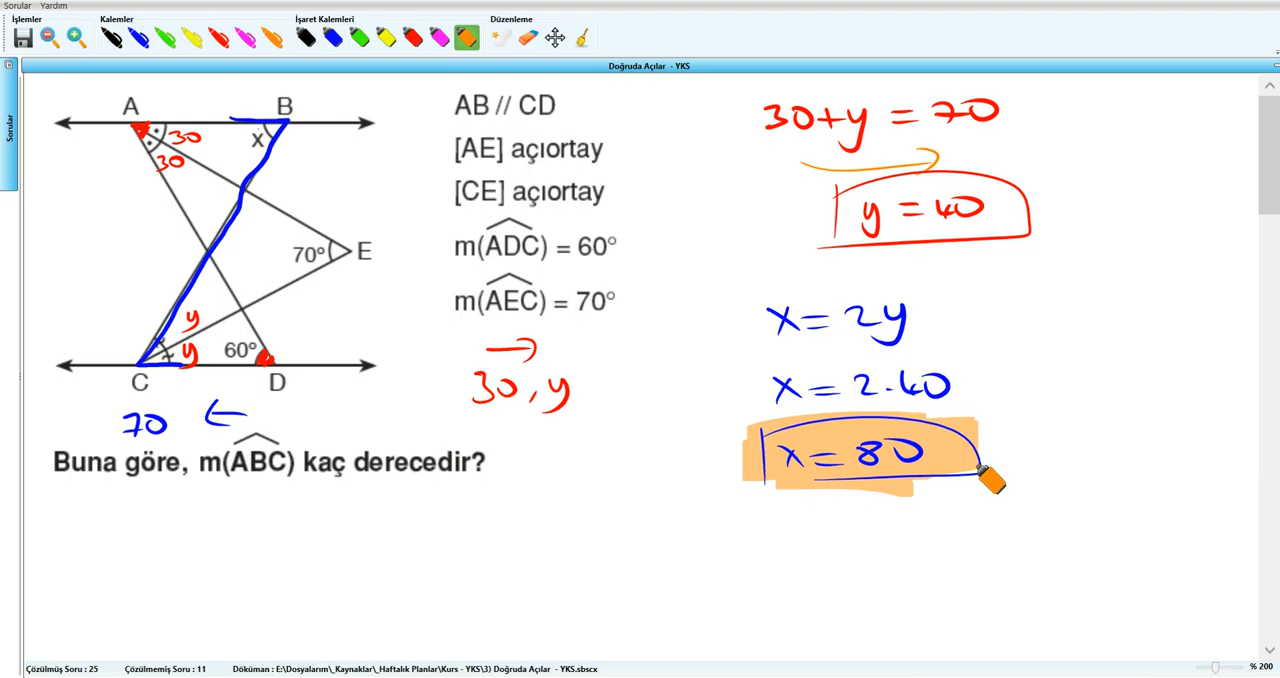 Sorular Yardım
İşlemler
Kalemler
İşaret Kalemleri
Düzenleme
Doğruda Açılar - YKS
Sorular
A
B
x
30
30
70°
E
y
y
60°
C
D
70 ←
AB // CD
[AE] açıortay
[CE] açıortay
m(ADC) = 60°
m(AEC) = 70°
→
30, y
Buna göre, m(ABC) kaç derecedir?
30+y = 70
y = 40
x = 2y
x = 2.40
x = 80
Çözülmüş Soru : 25 Çözülmemiş Soru : 11 Döküman : E:\Dosyalarım\_Kaynaklar\_Haftalık Planlar\Kurs - YKS\3) Doğruda Açılar - YKS.sbscx
% 200